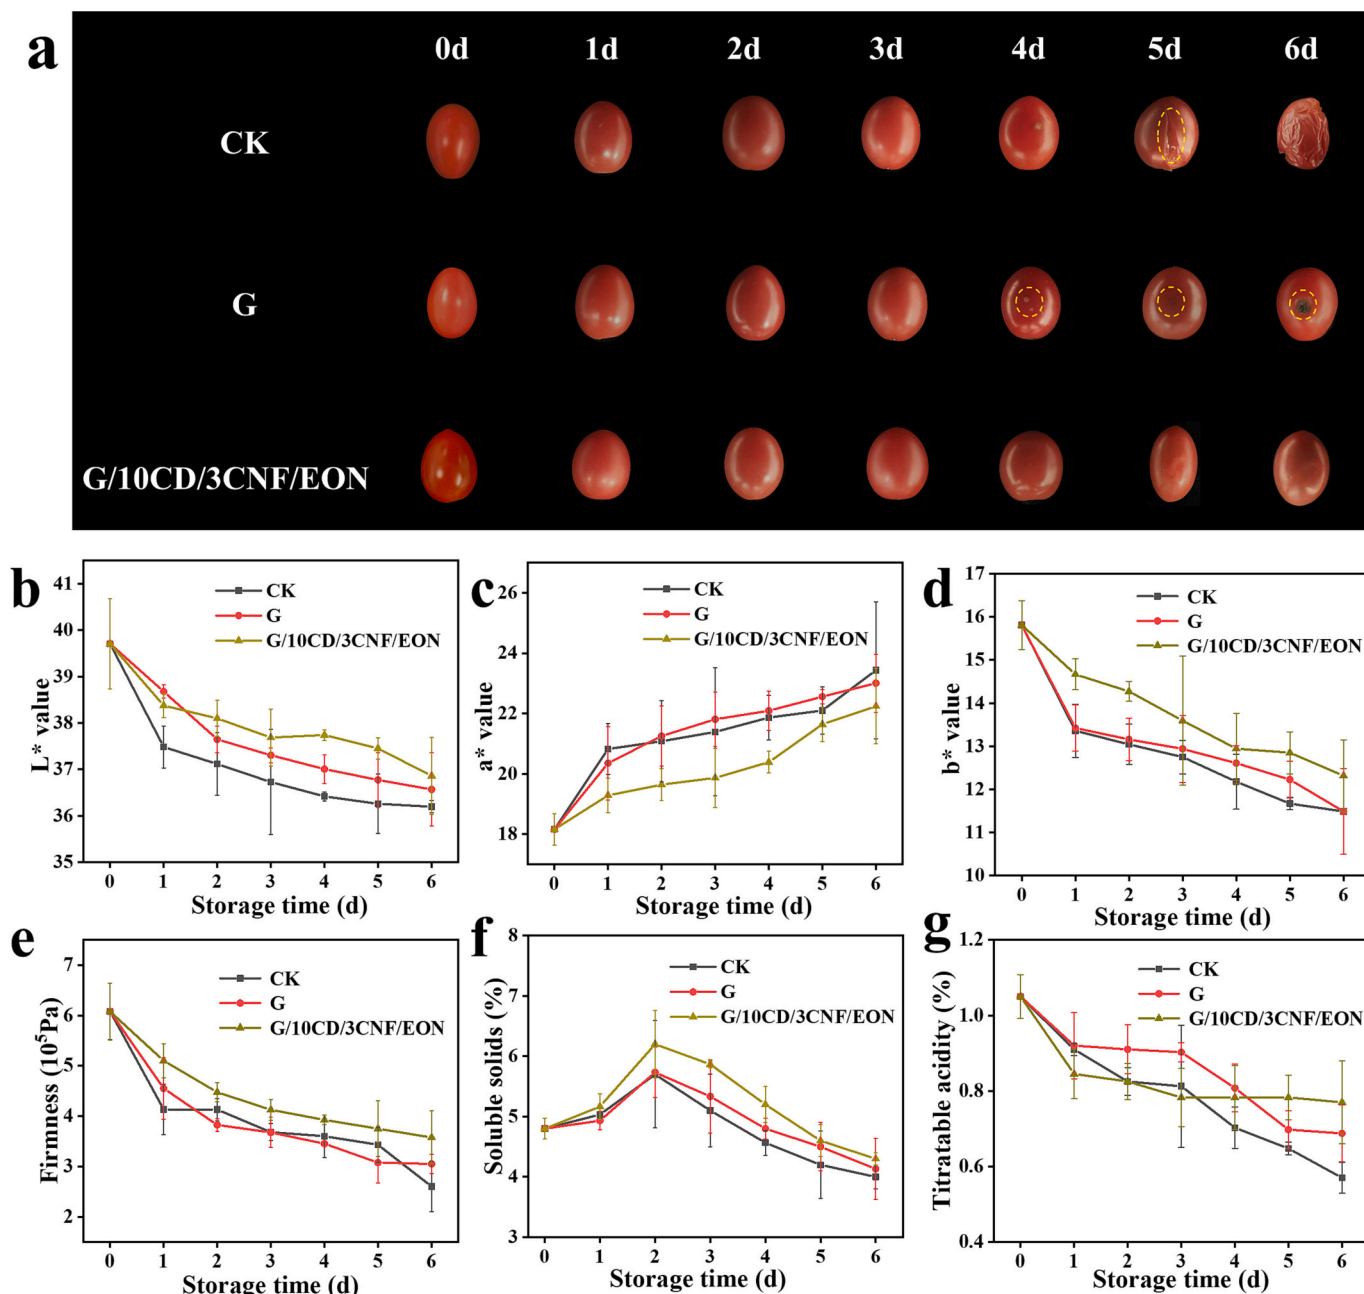 a
0d 1d 2d 3d 4d 5d 6d
CK
G
G/10CD/3CNF/EON
b
L* value
41
40
39
38
37
36
35
CK
G
G/10CD/3CNF/EON
0 1 2 3 4 5 6
Storage time (d)
c
a* value
26
24
22
20
18
CK
G
G/10CD/3CNF/EON
0 1 2 3 4 5 6
Storage time (d)
d
b* value
17
16
15
14
13
12
11
10
CK
G
G/10CD/3CNF/EON
0 1 2 3 4 5 6
Storage time (d)
e
Firmness (10⁵Pa)
7
6
5
4
3
2
CK
G
G/10CD/3CNF/EON
0 1 2 3 4 5 6
Storage time (d)
f
Soluble solids (%)
8
7
6
5
4
3
CK
G
G/10CD/3CNF/EON
0 1 2 3 4 5 6
Storage time (d)
g
Titratable acidity (%)
1.2
1.0
0.8
0.6
0.4
CK
G
G/10CD/3CNF/EON
0 1 2 3 4 5 6
Storage time (d)